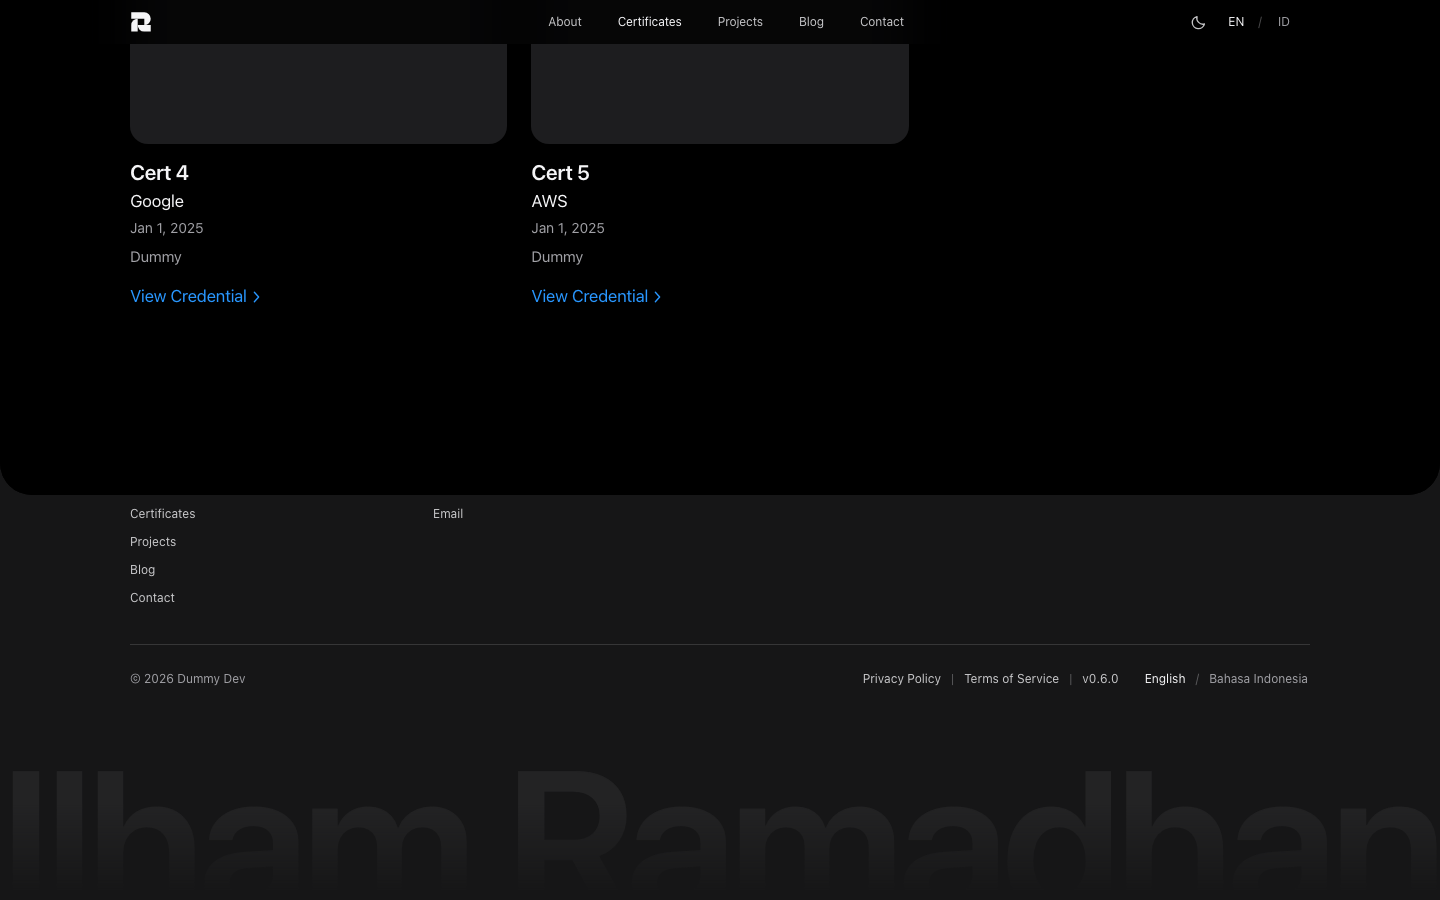 About Certificates Projects Blog Contact EN / ID
Cert 4
Google
Jan 1, 2025
Dummy
View Credential
Cert 5
AWS
Jan 1, 2025
Dummy
View Credential
Certificates
Projects
Blog
Contact
Email
© 2026 Dummy Dev
Privacy Policy | Terms of Service | v0.6.0 English / Bahasa Indonesia
Ilham Ramadhan